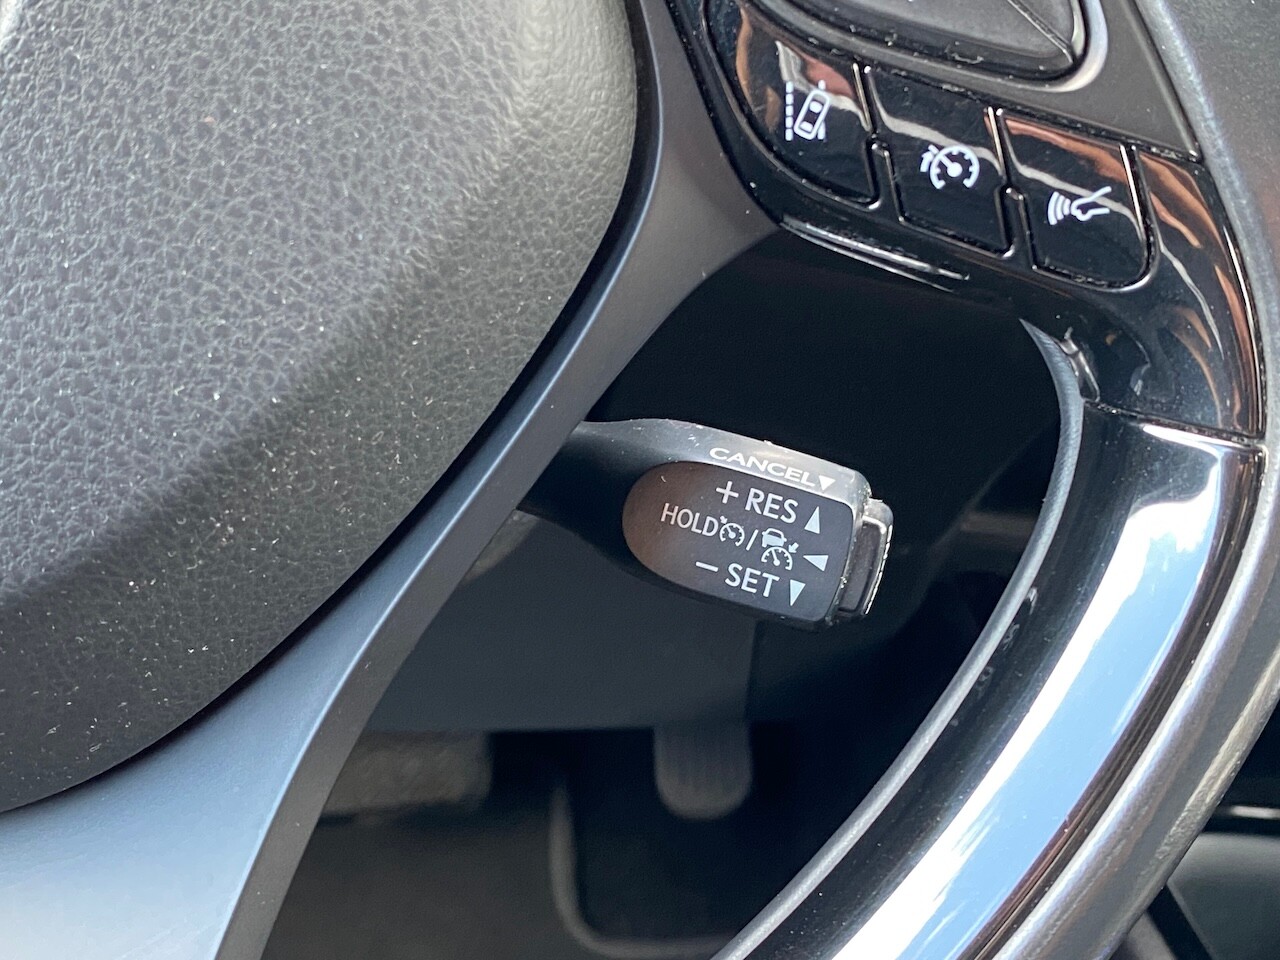 CANCEL▼
+ RES ▲
HOLD /
− SET ▼